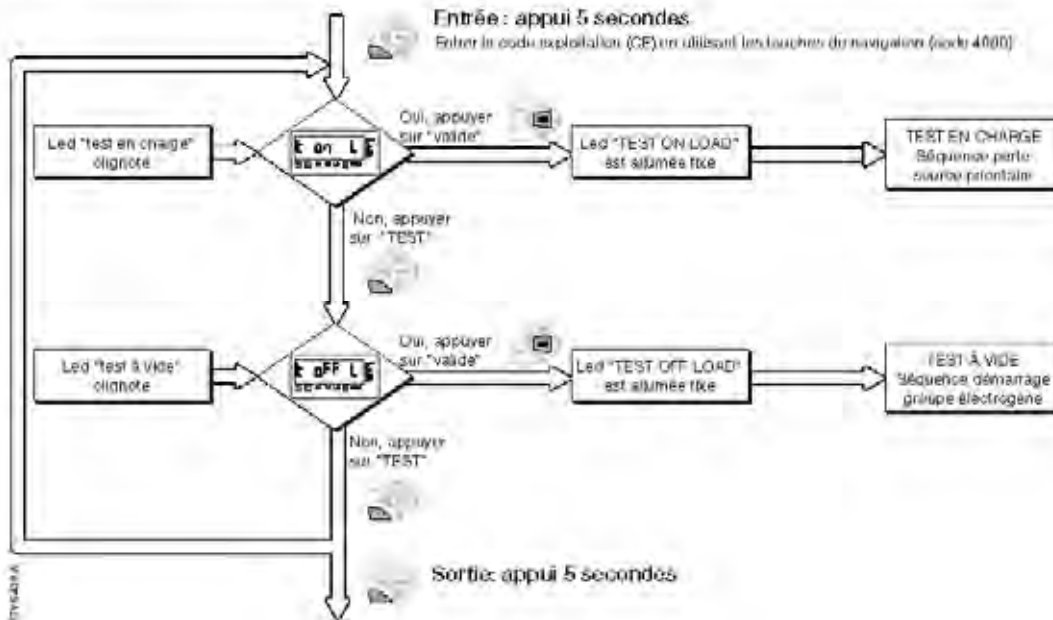 Entrée : appui 5 secondes
Entrer le code exploitation (CE) en utilisant les touches de navigation (code 4000)
Oui, appuyer
sur "valide"
Led "test en charge"
clignote
Led "TEST ON LOAD"
est allumée fixe
TEST EN CHARGE
Séquence perte
source prioritaire
Non, appuyer
sur "TEST"
Oui, appuyer
sur "valide"
Led "test à vide"
clignote
Led "TEST OFF LOAD"
est allumée fixe
TEST À VIDE
Séquence démarrage
groupe électrogène
Non, appuyer
sur "TEST"
Sortie: appui 5 secondes